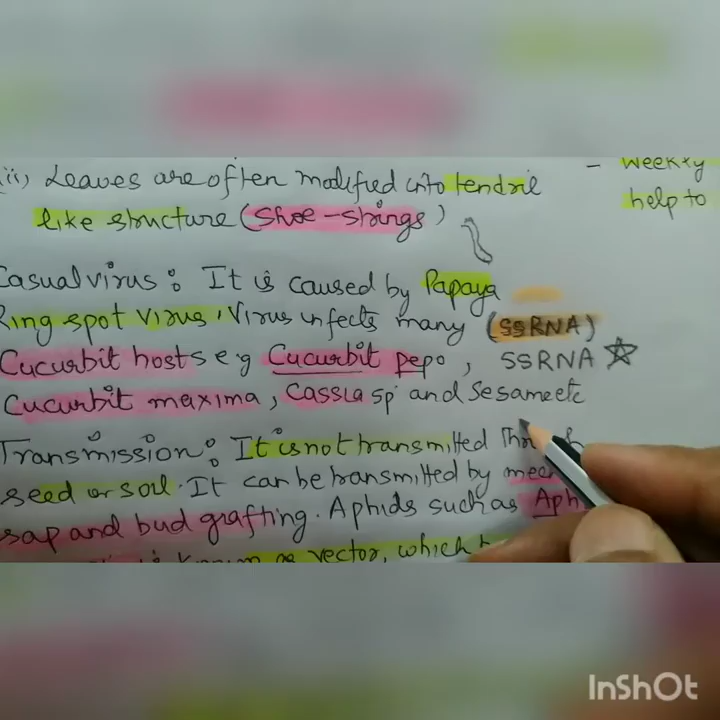 ii) Leaves are often modified into tendril
like structure (Shoe-strings)
Casual virus: It is caused by Papaya
Ring spot virus, Virus infects many (SSRNA)
Cucurbit hosts e g Cucurbit pepo, SSRNA
Cucurbit maxima, Cassia sp and Sesame etc
Transmission: It is not transmitted
seed or soil. It can be transmitted by
sap and bud grafting. Aphids such as Aph
vector, which
- weekly
help to
InShOt